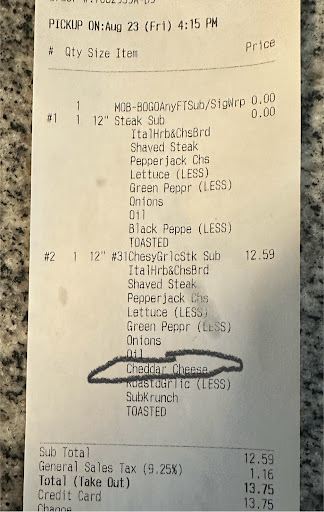 PICKUP ON:Aug 23 (Fri) 4:15 PM
# Qty Size Item Price
1 MOB-BOGOAnyFTSub/SigWrp 0.00
#1 1 12" Steak Sub 0.00
ItalHrb&ChsBrd
Shaved Steak
Pepperjack Chs
Lettuce (LESS)
Green Peppr (LESS)
Onions
Oil
Black Peppe (LESS)
TOASTED
#2 1 12" #31ChesyGrlcStk Sub 12.59
ItalHrb&ChsBrd
Shaved Steak
Pepperjack Chs
Lettuce (LESS)
Green Peppr (LESS)
Onions
Oil
Cheddar Cheese
RoastdGrlic (LESS)
SubKrunch
TOASTED
Sub Total 12.59
General Sales Tax (9.25%) 1.16
Total (Take Out) 13.75
Credit Card 13.75
Change